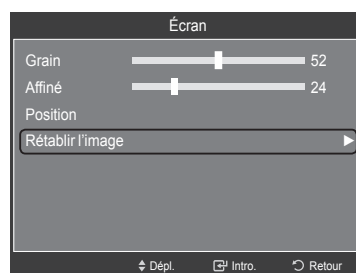 Écran
Grain 52
Affiné 24
Position
Rétablir l'image
Dépl. Intro. Retour